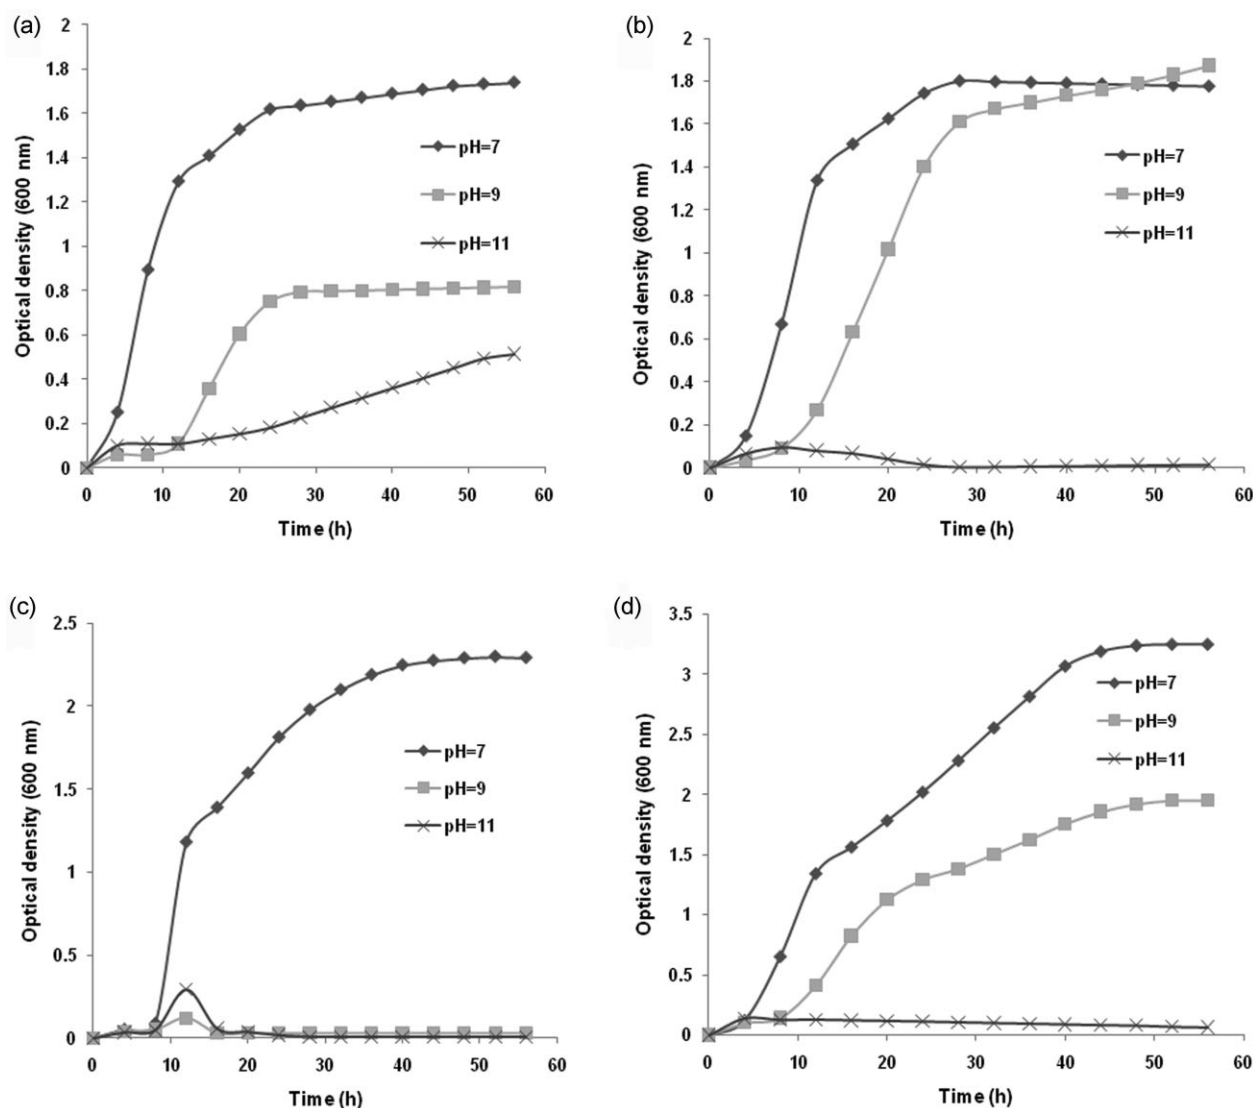 (a)
2
1.8
1.6
1.4
1.2
1
0.8
0.6
0.4
0.2
0
Optical density (600 nm)
pH=7
pH=9
pH=11
0 10 20 30 40 50 60
Time (h)
(b)
2
1.8
1.6
1.4
1.2
1
0.8
0.6
0.4
0.2
0
Optical density (600 nm)
pH=7
pH=9
pH=11
0 10 20 30 40 50 60
Time (h)
(c)
2.5
2
1.5
1
0.5
0
Optical density (600 nm)
pH=7
pH=9
pH=11
0 10 20 30 40 50 60
Time (h)
(d)
3.5
3
2.5
2
1.5
1
0.5
0
Optical density (600 nm)
pH=7
pH=9
pH=11
0 10 20 30 40 50 60
Time (h)